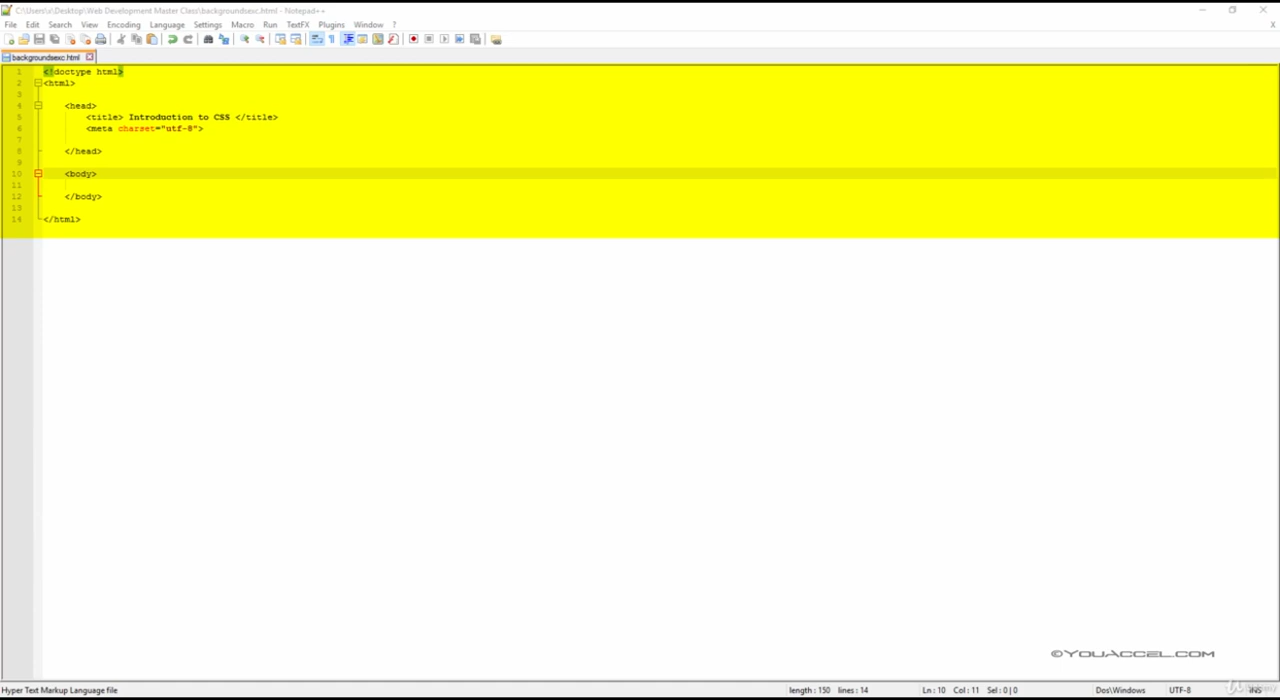 C:\Users\v\Desktop\Web Development Master Class\backgroundsexc.html - Notepad++
File Edit Search View Encoding Language Settings Macro Run TextFX Plugins Window ? X
backgroundsexc.html
1 <!doctype html>
2 <html>
3
4 <head>
5 <title> Introduction to CSS </title>
6 <meta charset="utf-8">
7
8 </head>
9
10 <body>
11
12 </body>
13
14 </html>
©YOUACCEL.COM
Hyper Text Markup Language file length : 150 lines : 14 Ln : 10 Col : 11 Sel : 0 | 0 Dos\Windows UTF-8 INS